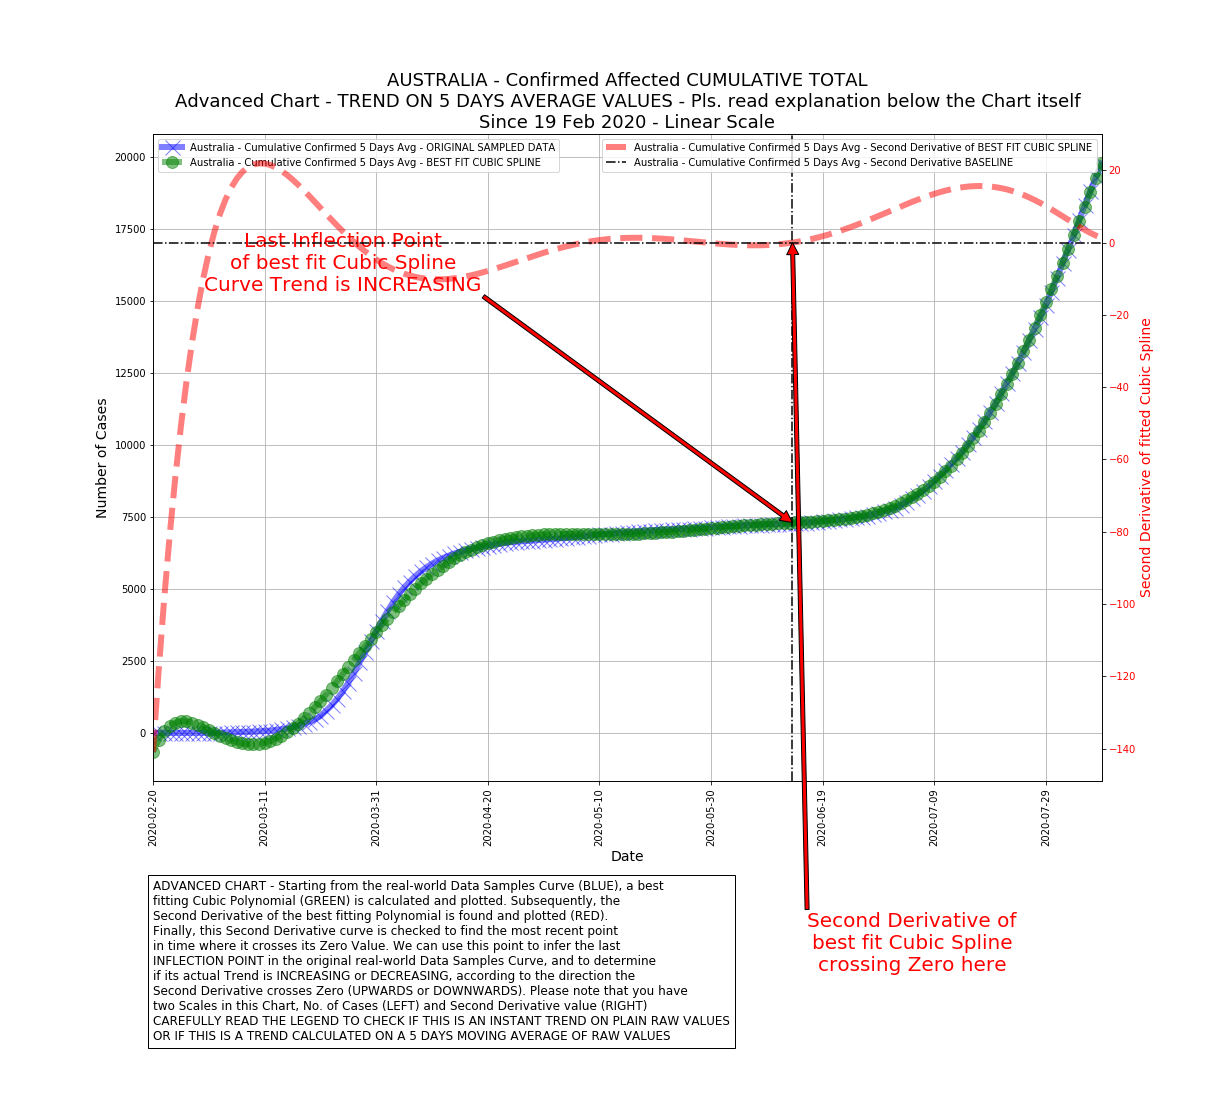 AUSTRALIA - Confirmed Affected CUMULATIVE TOTAL
Advanced Chart - TREND ON 5 DAYS AVERAGE VALUES - Pls. read explanation below the Chart itself
Since 19 Feb 2020 - Linear Scale
Australia - Cumulative Confirmed 5 Days Avg - ORIGINAL SAMPLED DATA
Australia - Cumulative Confirmed 5 Days Avg - BEST FIT CUBIC SPLINE
Australia - Cumulative Confirmed 5 Days Avg - Second Derivative of BEST FIT CUBIC SPLINE
Australia - Cumulative Confirmed 5 Days Avg - Second Derivative BASELINE
Last Inflection Point
of best fit Cubic Spline
Curve Trend is INCREASING
Number of Cases
20000
17500
15000
12500
10000
7500
5000
2500
0
20
0
−20
−40
−60
−80
−100
−120
−140
Second Derivative of fitted Cubic Spline
2020-02-20
2020-03-11
2020-03-31
2020-04-20
2020-05-10
2020-05-30
2020-06-19
2020-07-09
2020-07-29
Date
ADVANCED CHART - Starting from the real-world Data Samples Curve (BLUE), a best
fitting Cubic Polynomial (GREEN) is calculated and plotted. Subsequently, the
Second Derivative of the best fitting Polynomial is found and plotted (RED).
Finally, this Second Derivative curve is checked to find the most recent point
in time where it crosses its Zero Value. We can use this point to infer the last
INFLECTION POINT in the original real-world Data Samples Curve, and to determine
if its actual Trend is INCREASING or DECREASING, according to the direction the
Second Derivative crosses Zero (UPWARDS or DOWNWARDS). Please note that you have
two Scales in this Chart, No. of Cases (LEFT) and Second Derivative value (RIGHT)
CAREFULLY READ THE LEGEND TO CHECK IF THIS IS AN INSTANT TREND ON PLAIN RAW VALUES
OR IF THIS IS A TREND CALCULATED ON A 5 DAYS MOVING AVERAGE OF RAW VALUES
Second Derivative of
best fit Cubic Spline
crossing Zero here